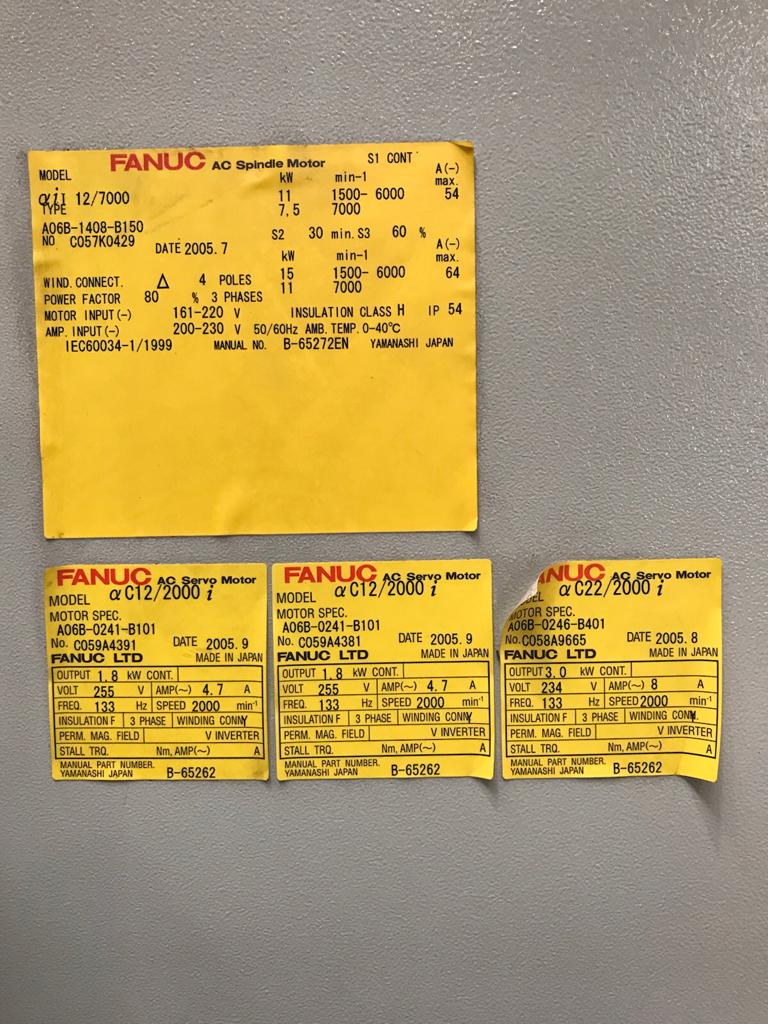 FANUC AC Spindle Motor S1 CONT
MODEL kW min-1 A(~) max.
αiI 12/7000 11 1500- 6000 54
TYPE 7,5 7000
A06B-1408-B150
NO C057K0429 DATE 2005.7 S2 30 min. S3 60 %
kW min-1 A(~) max.
15 1500- 6000 64
WIND. CONNECT. △ 4 POLES 11 7000
POWER FACTOR 80 % 3 PHASES
MOTOR INPUT(~) 161-220 V INSULATION CLASS H IP 54
AMP. INPUT(~) 200-230 V 50/60Hz AMB. TEMP. 0-40℃
IEC60034-1/1999 MANUAL NO. B-65272EN YAMANASHI JAPAN
FANUC AC Servo Motor
MODEL αC12/2000 i
MOTOR SPEC.
A06B-0241-B101
No. C059A4391 DATE 2005.9
FANUC LTD MADE IN JAPAN
OUTPUT 1.8 kW CONT.
VOLT 255 V AMP(~) 4.7 A
FREQ. 133 Hz SPEED 2000 min⁻¹
INSULATION F 3 PHASE WINDING CONN. Y
PERM. MAG. FIELD V INVERTER
STALL TRQ. Nm, AMP(~) A
MANUAL PART NUMBER.
YAMANASHI JAPAN B-65262
FANUC AC Servo Motor
MODEL αC12/2000 i
MOTOR SPEC.
A06B-0241-B101
No. C059A4381 DATE 2005.9
FANUC LTD MADE IN JAPAN
OUTPUT 1.8 kW CONT.
VOLT 255 V AMP(~) 4.7 A
FREQ. 133 Hz SPEED 2000 min⁻¹
INSULATION F 3 PHASE WINDING CONN. Y
PERM. MAG. FIELD V INVERTER
STALL TRQ. Nm, AMP(~) A
MANUAL PART NUMBER.
YAMANASHI JAPAN B-65262
ANUC AC Servo Motor
DEL αC22/2000 i
MOTOR SPEC.
A06B-0246-B401
No. C058A9665 DATE 2005.8
FANUC LTD MADE IN JAPAN
OUTPUT 3.0 kW CONT.
VOLT 234 V AMP(~) 8 A
FREQ. 133 Hz SPEED 2000 min⁻¹
INSULATION F 3 PHASE WINDING CONN.
PERM. MAG. FIELD V INVERTER
STALL TRQ. Nm, AMP(~) A
MANUAL PART NUMBER.
YAMANASHI JAPAN B-65262